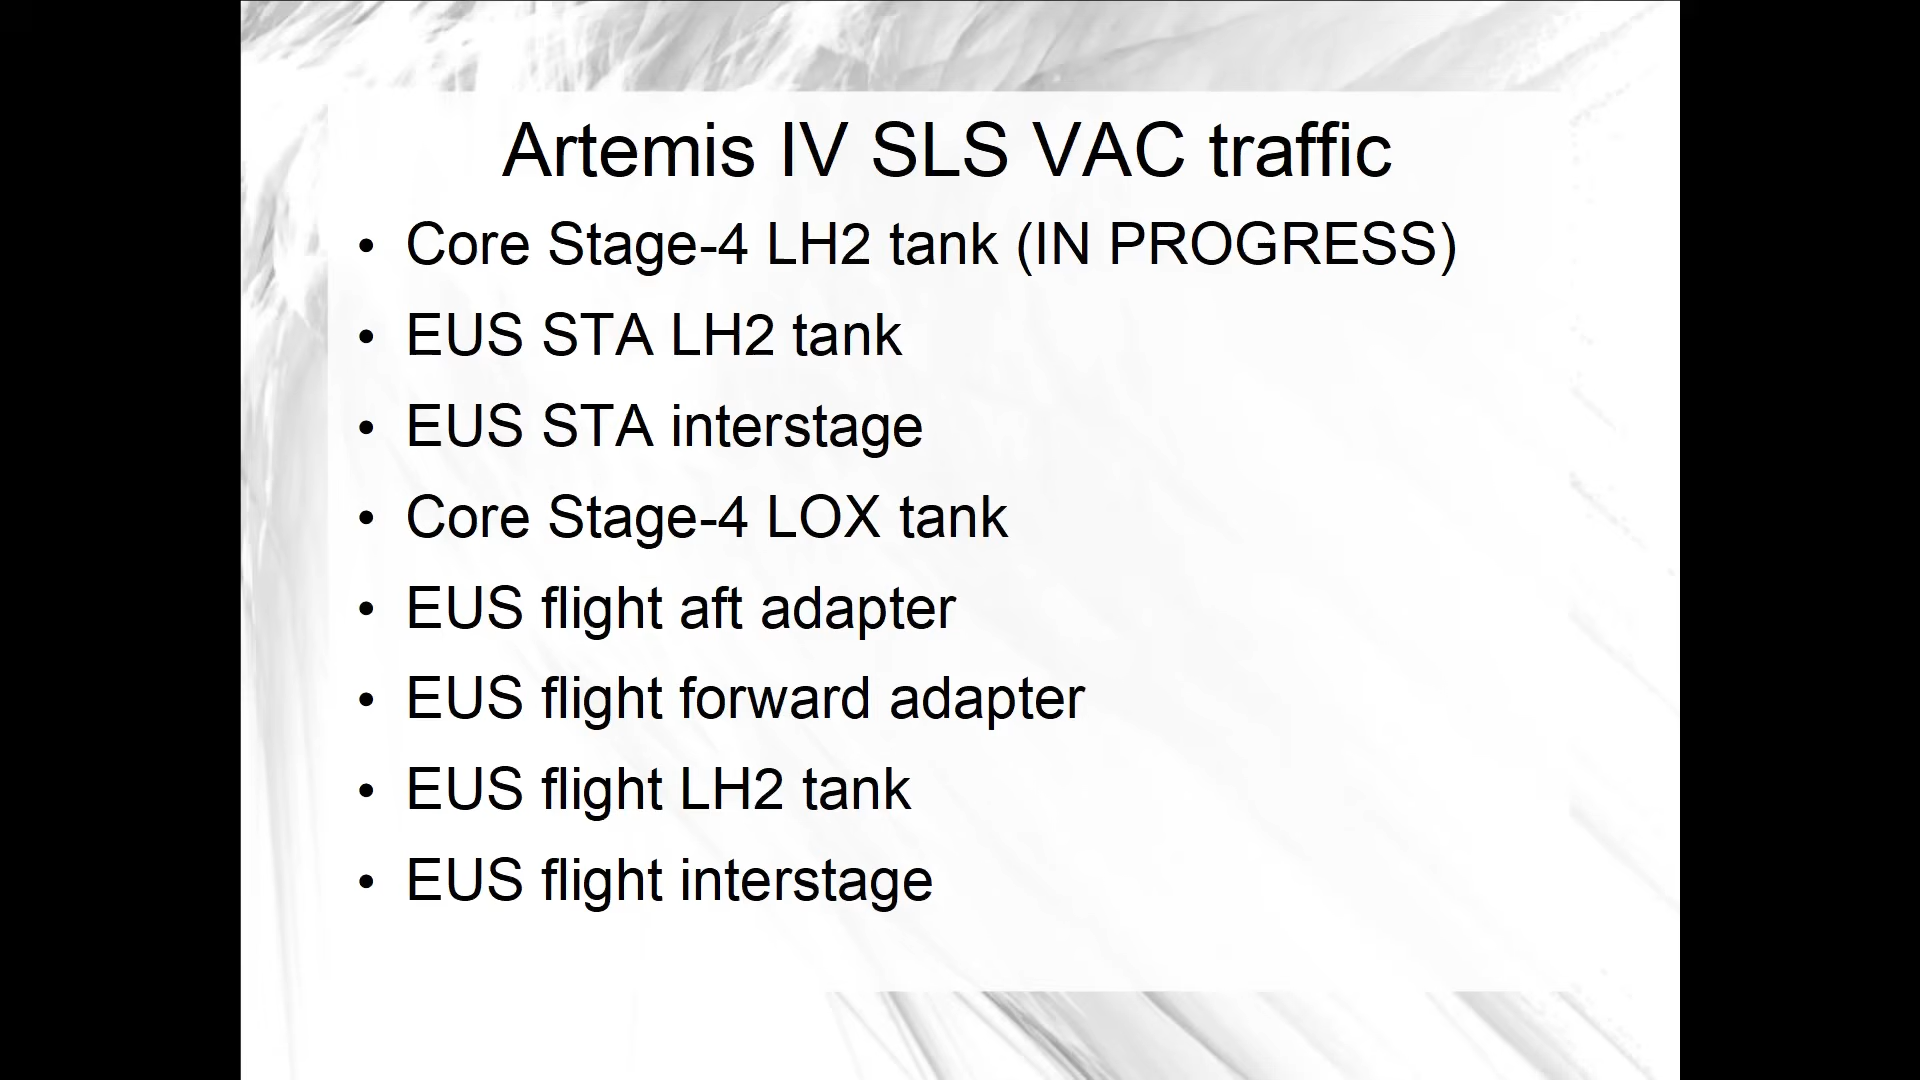 Artemis IV SLS VAC traffic
• Core Stage-4 LH2 tank (IN PROGRESS)
• EUS STA LH2 tank
• EUS STA interstage
• Core Stage-4 LOX tank
• EUS flight aft adapter
• EUS flight forward adapter
• EUS flight LH2 tank
• EUS flight interstage